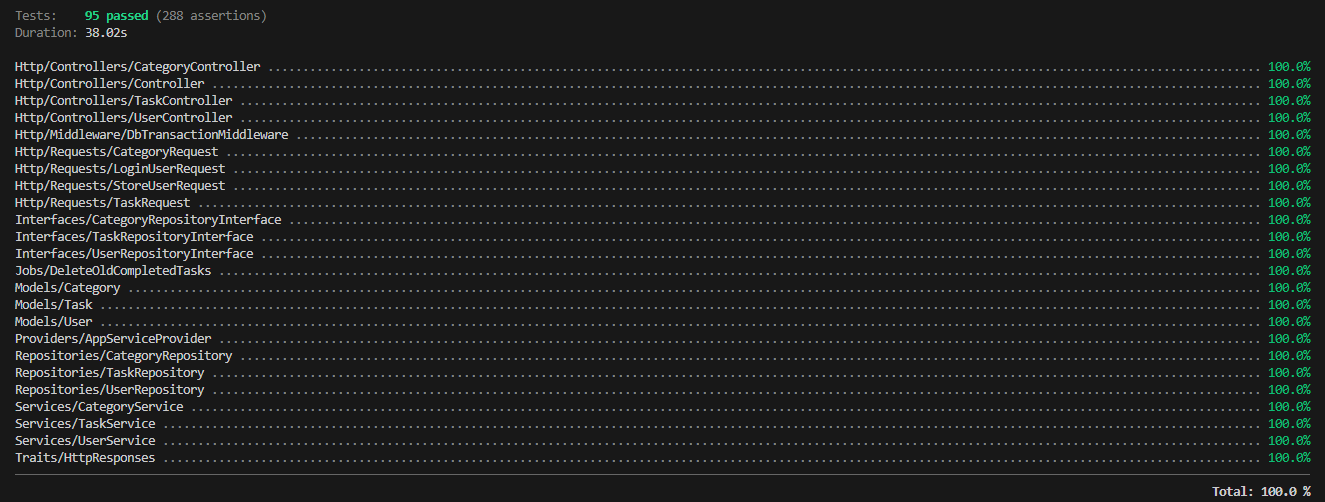 Tests:    95 passed (288 assertions)
Duration: 38.02s
Http/Controllers/CategoryController ........ 100.0%
Http/Controllers/Controller ........ 100.0%
Http/Controllers/TaskController ........ 100.0%
Http/Controllers/UserController ........ 100.0%
Http/Middleware/DbTransactionMiddleware ........ 100.0%
Http/Requests/CategoryRequest ........ 100.0%
Http/Requests/LoginUserRequest ........ 100.0%
Http/Requests/StoreUserRequest ........ 100.0%
Http/Requests/TaskRequest ........ 100.0%
Interfaces/CategoryRepositoryInterface ........ 100.0%
Interfaces/TaskRepositoryInterface ........ 100.0%
Interfaces/UserRepositoryInterface ........ 100.0%
Jobs/DeleteOldCompletedTasks ........ 100.0%
Models/Category ........ 100.0%
Models/Task ........ 100.0%
Models/User ........ 100.0%
Providers/AppServiceProvider ........ 100.0%
Repositories/CategoryRepository ........ 100.0%
Repositories/TaskRepository ........ 100.0%
Repositories/UserRepository ........ 100.0%
Services/CategoryService ........ 100.0%
Services/TaskService ........ 100.0%
Services/UserService ........ 100.0%
Traits/HttpResponses ........ 100.0%
Total: 100.0 %